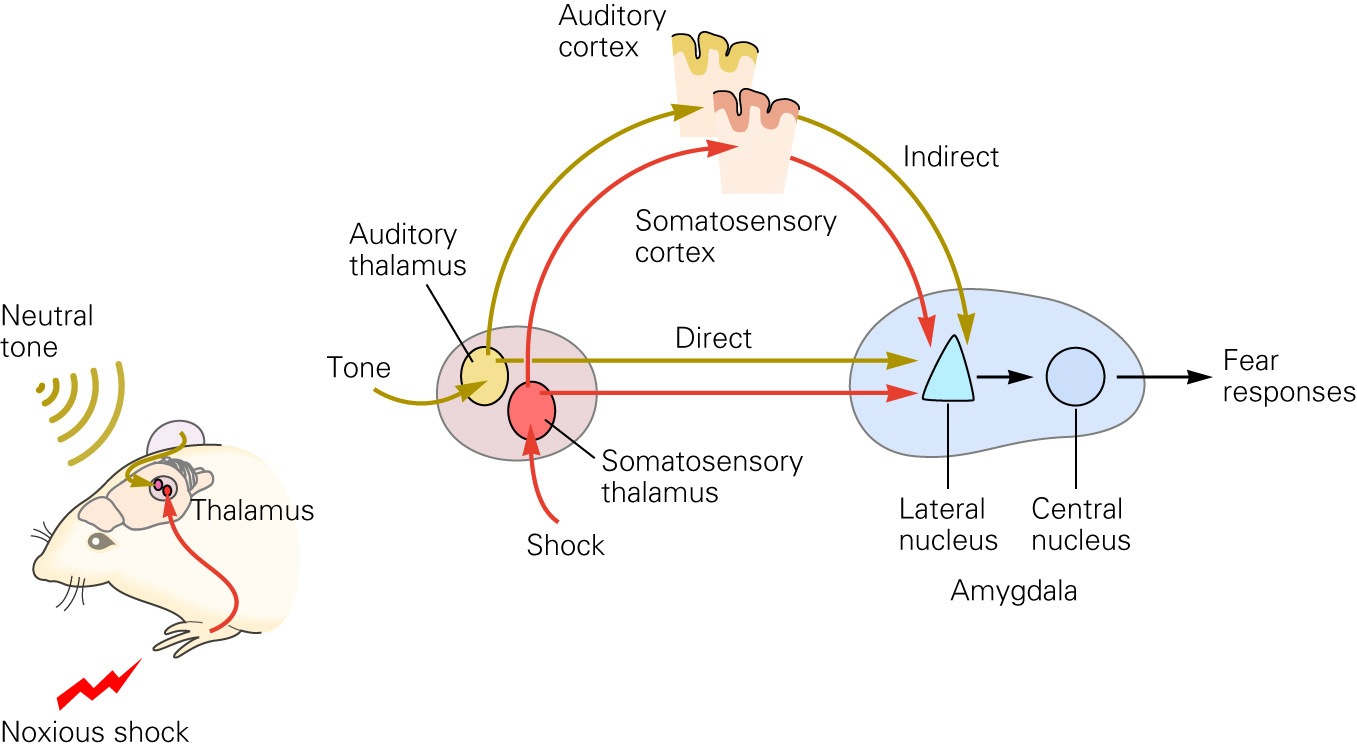 Auditory
cortex
Indirect
Somatosensory
cortex
Auditory
thalamus
Neutral
tone
Direct
Tone
Fear
responses
Somatosensory
thalamus
Thalamus
Shock
Lateral
nucleus
Central
nucleus
Amygdala
Noxious shock